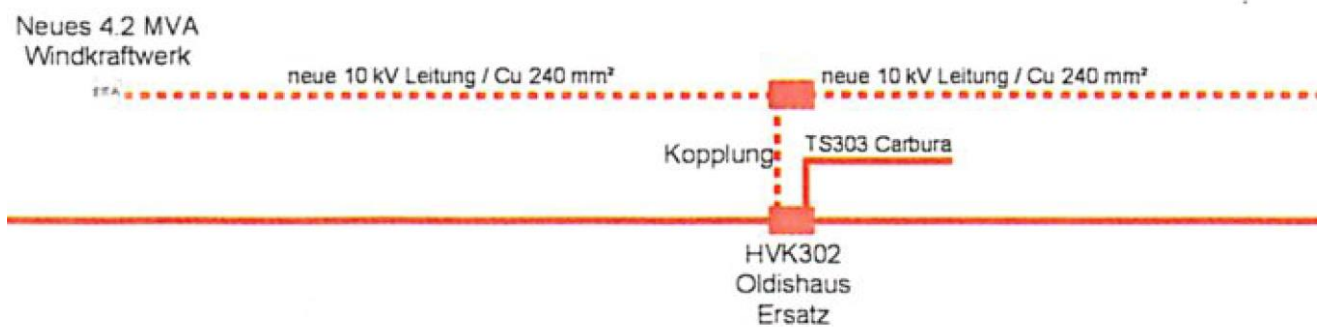 Neues 4.2 MVA
Windkraftwerk
neue 10 kV Leitung / Cu 240 mm²
neue 10 kV Leitung / Cu 240 mm²
Kopplung
TS303 Carbura
HVK302
Oldishaus
Ersatz